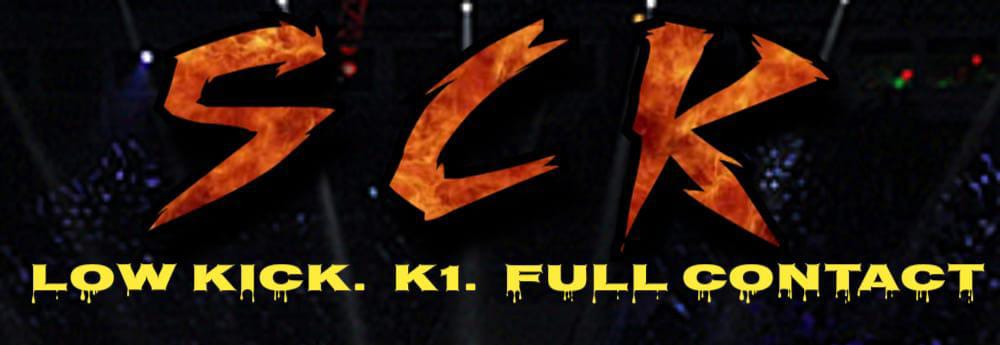 SCK
LOW KICK. K1. FULL CONTACT